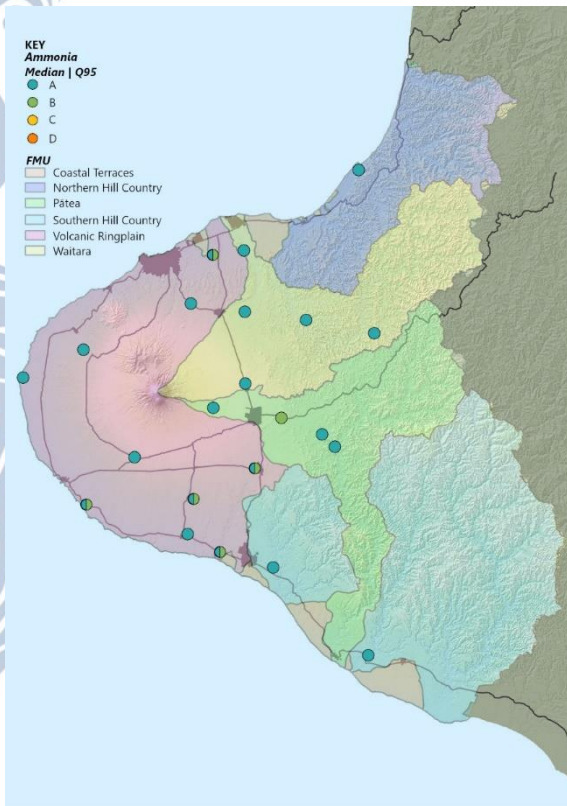 KEY
Ammonia
Median | Q95
A
B
C
D
FMU
Coastal Terraces
Northern Hill Country
Pātea
Southern Hill Country
Volcanic Ringplain
Waitara